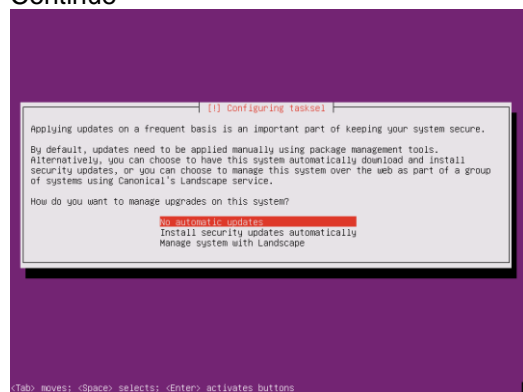 Continue
[!] Configuring tasksel
Applying updates on a frequent basis is an important part of keeping your system secure.
By default, updates need to be applied manually using package management tools.
Alternatively, you can choose to have this system automatically download and install
security updates, or you can choose to manage this system over the web as part of a group
of systems using Canonical's Landscape service.
How do you want to manage upgrades on this system?
No automatic updates
Install security updates automatically
Manage system with Landscape
<Tab> moves; <Space> selects; <Enter> activates buttons